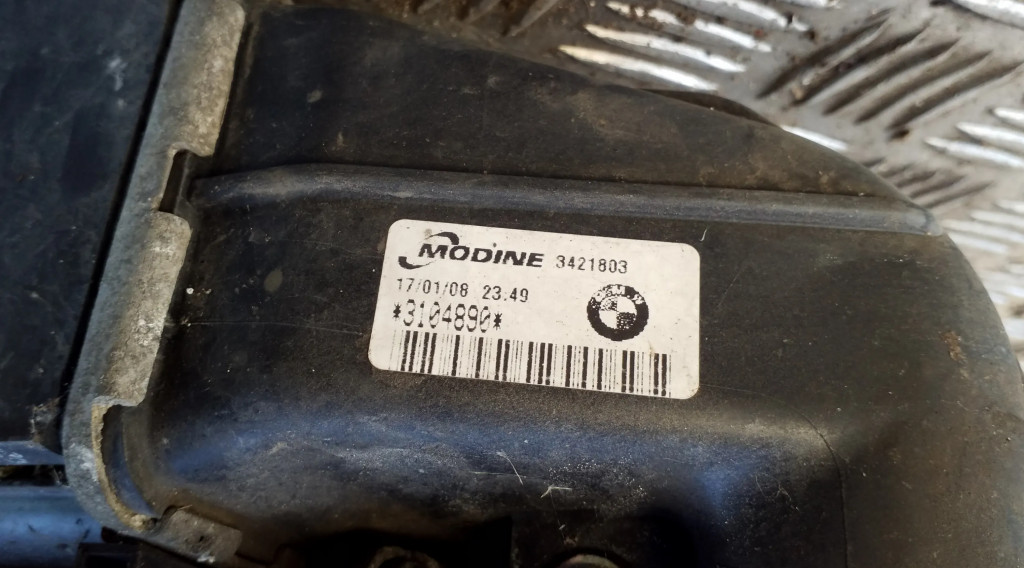 MODINE 3421803
17/01/08 23:49
BMW
*3104890*